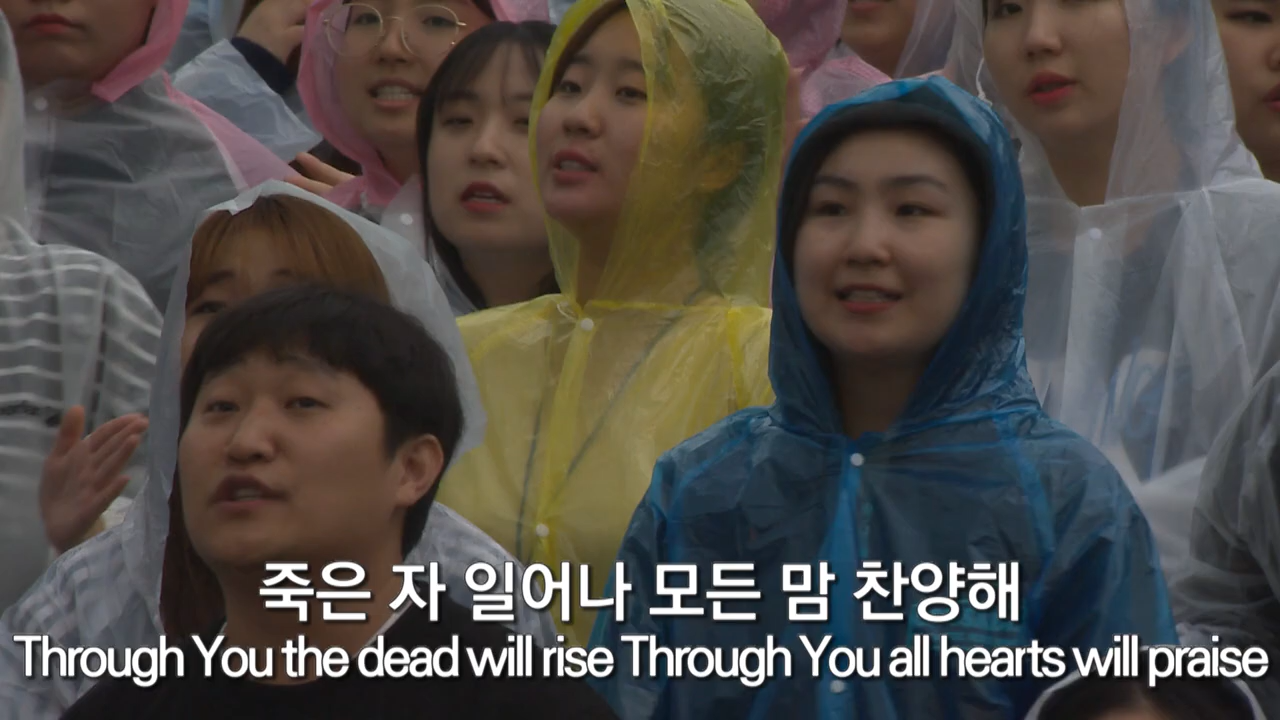 죽은 자 일어나 모든 맘 찬양해
Through You the dead will rise Through You all hearts will praise